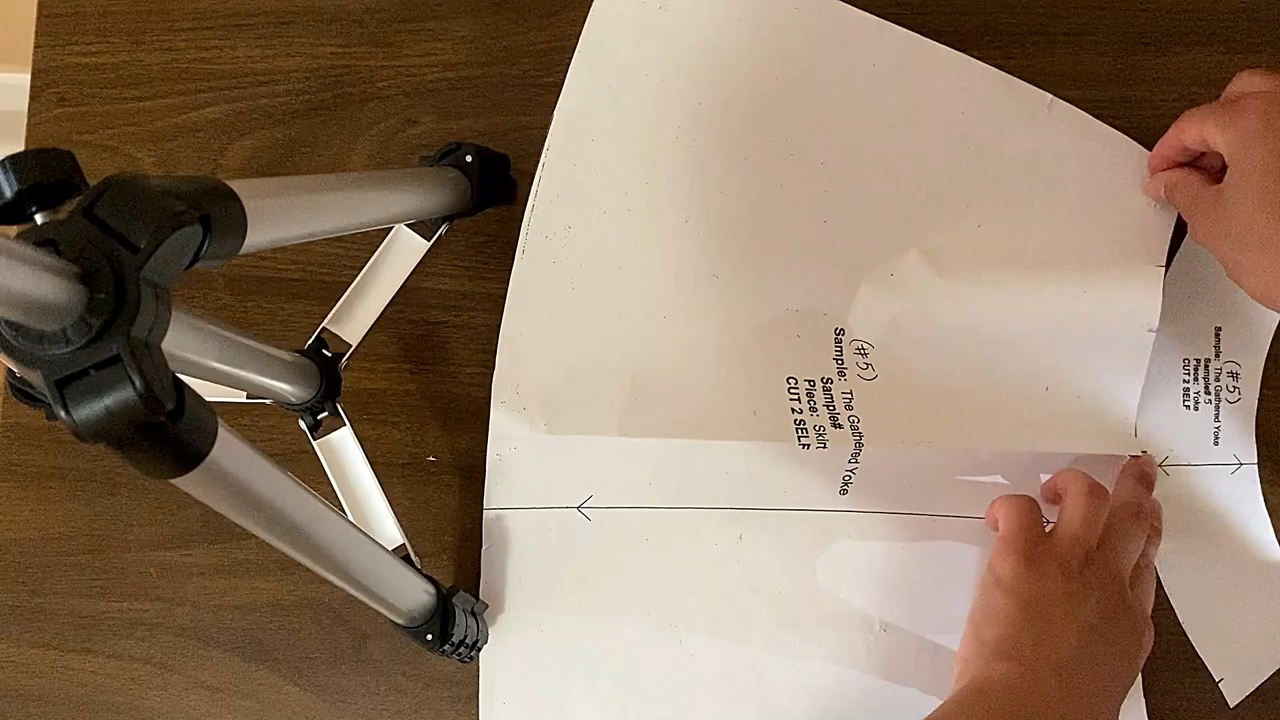 (#5)
Sample: The Gathered Yoke
Sample#
Piece: Skirt
CUT 2 SELF
(#5)
Sample: The Gathered Yoke
Sample# 5
Piece: Yoke
CUT 2 SELF